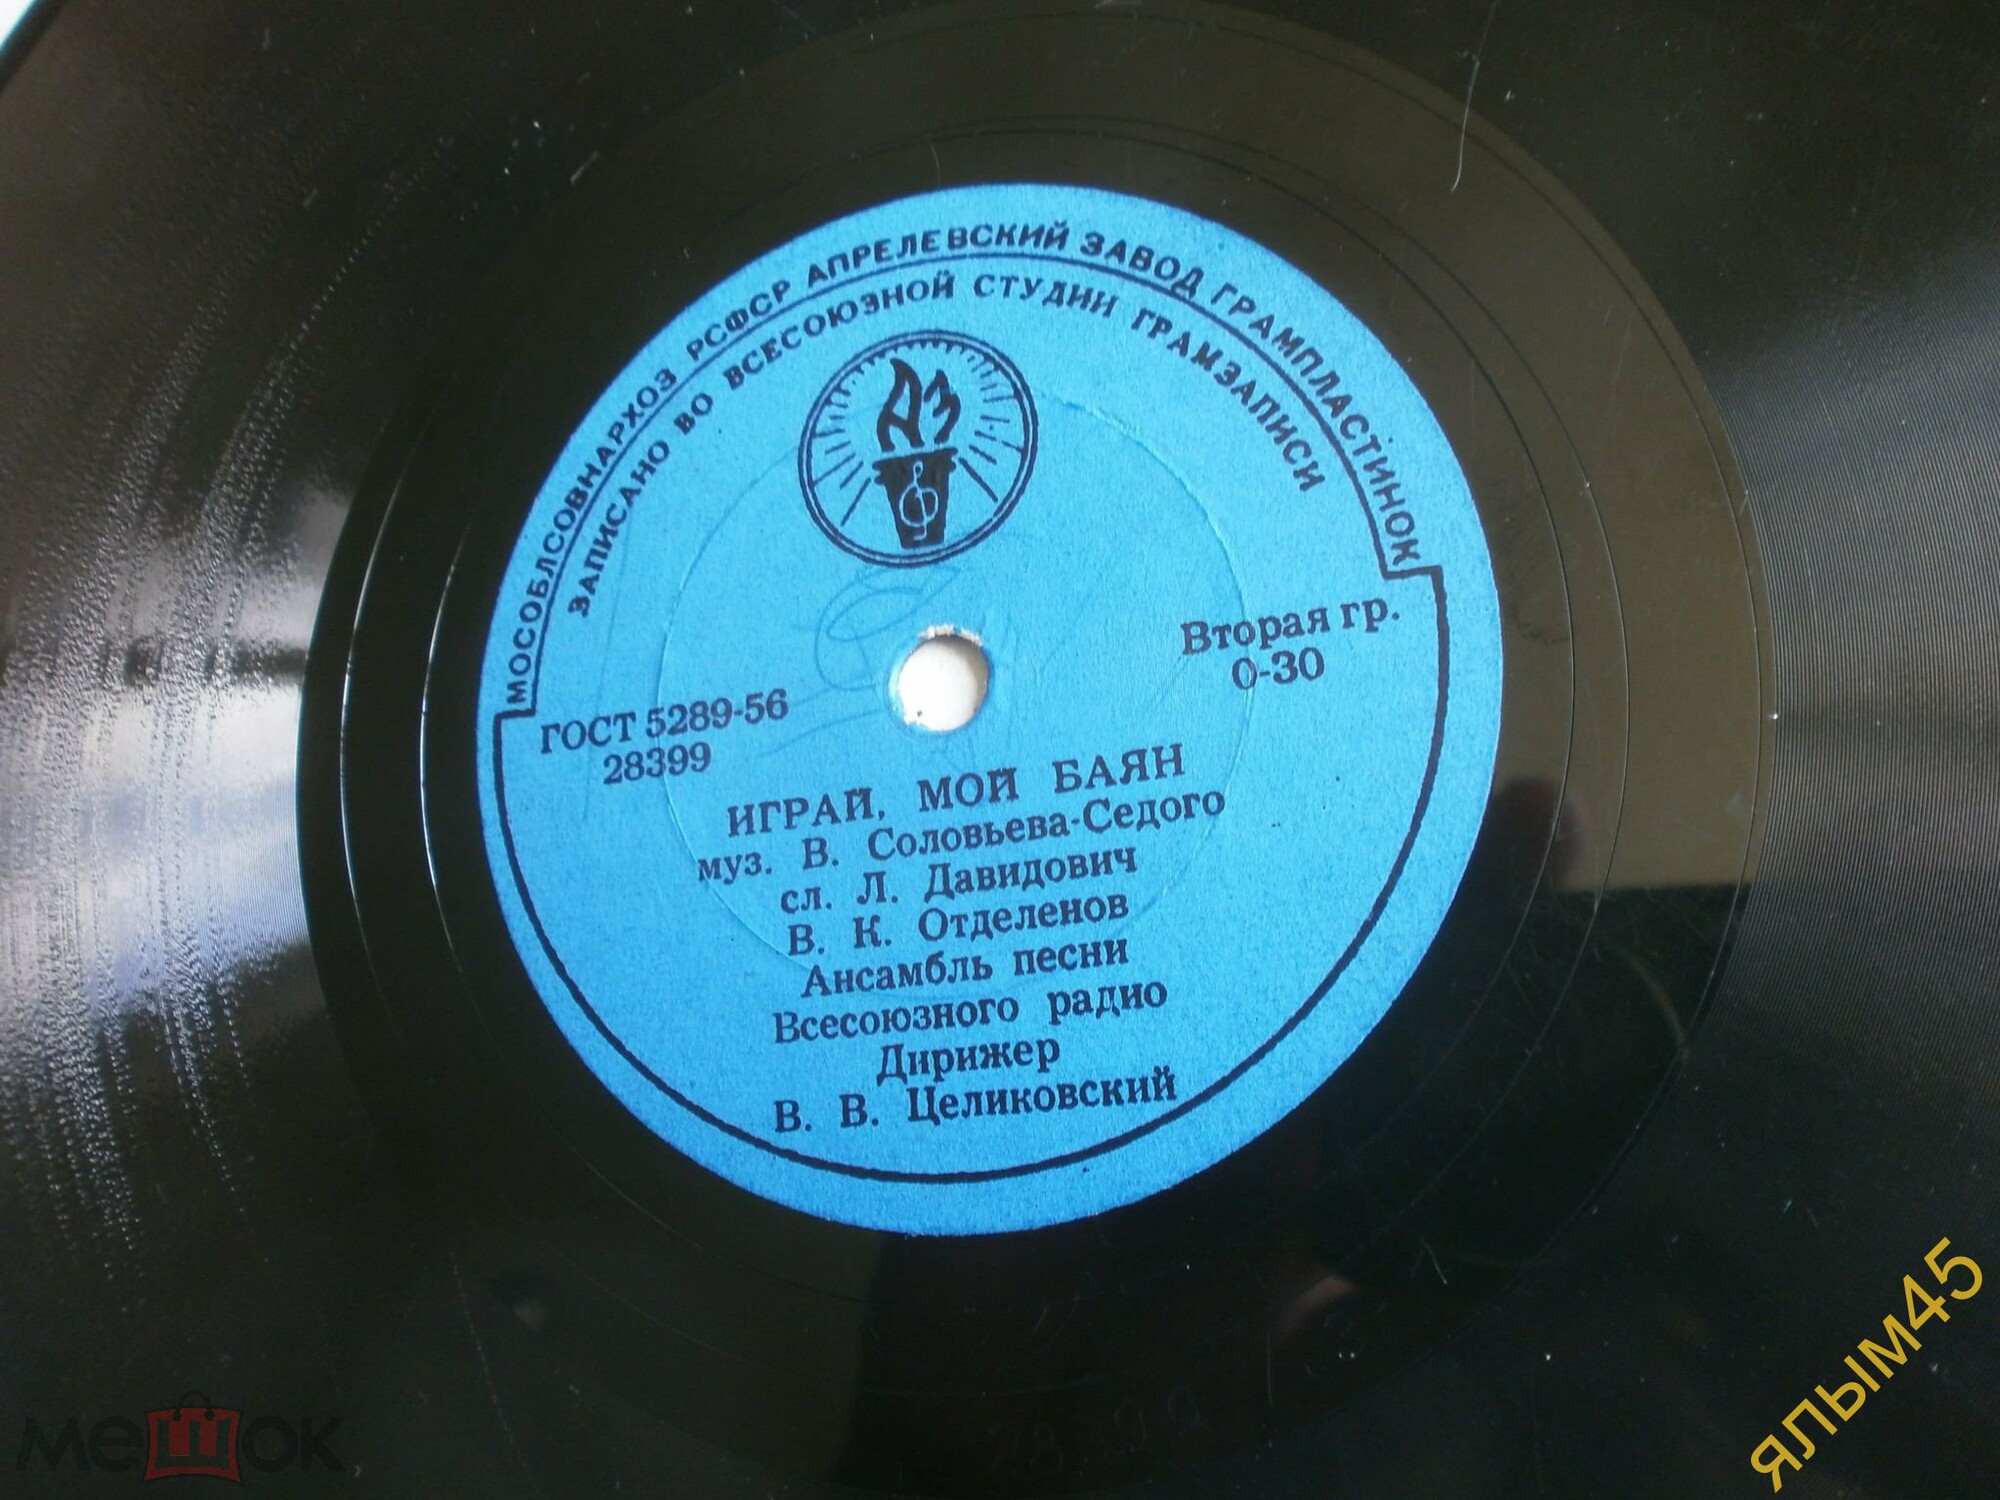 МОСОБЛСОВНАРХОЗ РСФСР АПРЕЛЕВСКИЙ ЗАВОД ГРАМПЛАСТИНОК
ЗАПИСАНО ВО ВСЕСОЮЗНОЙ СТУДИИ ГРАМЗАПИСИ
АЗ
Вторая гр.
0-30
ГОСТ 5289-56
28399
ИГРАЙ, МОЙ БАЯН
муз. В. Соловьева-Седого
сл. Л. Давидович
В. К. Отделенов
Ансамбль песни
Всесоюзного радио
Дирижер
В. В. Целиковский
мешок
ялым45